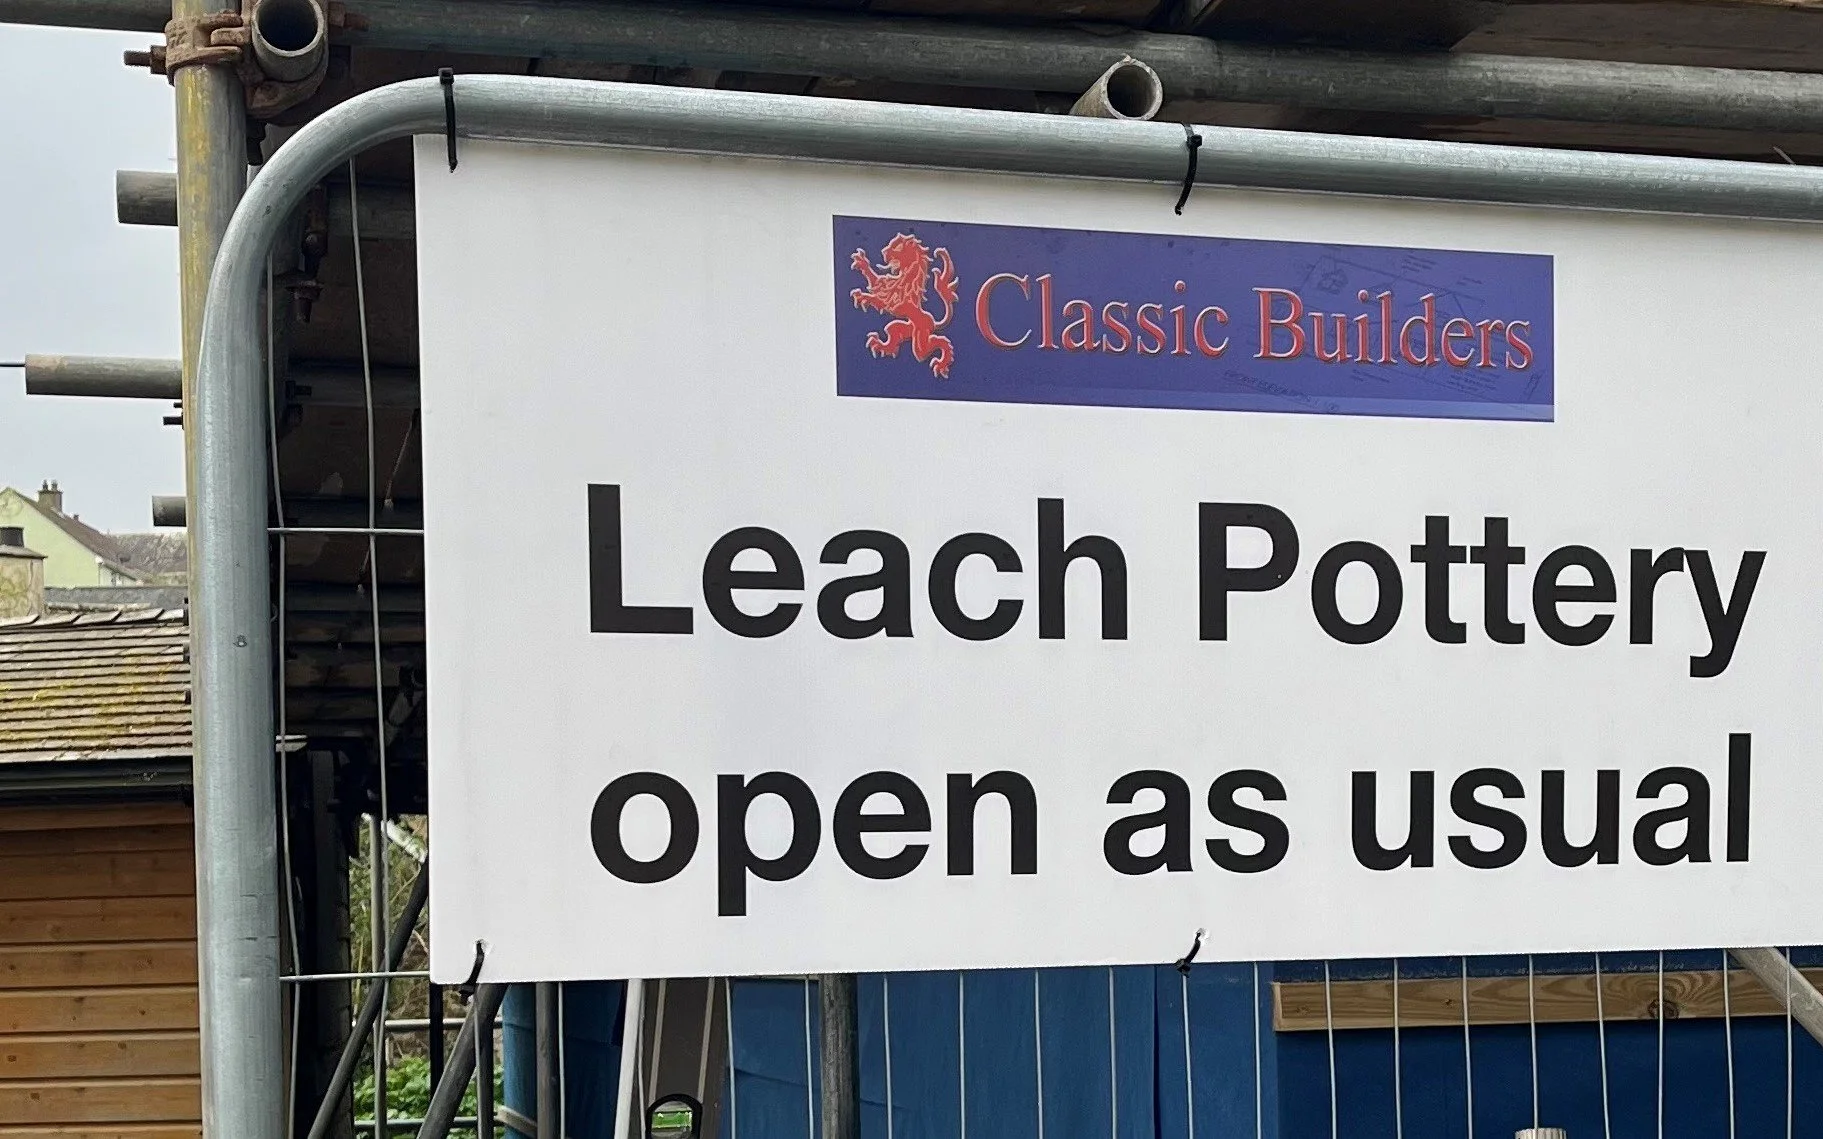 Classic Builders
Leach Pottery
open as usual